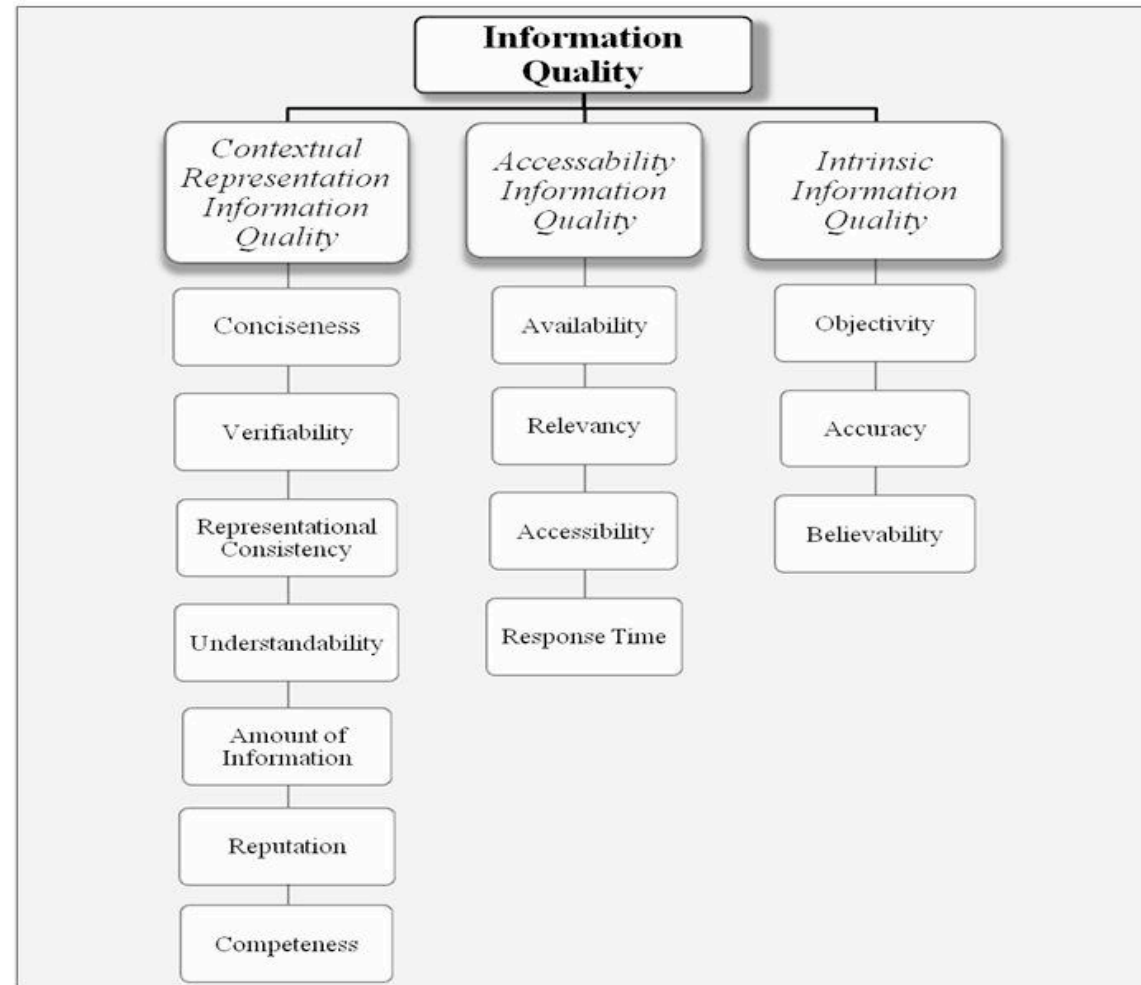 Information
Quality
Contextual
Representation
Information
Quality
Conciseness
Verifiability
Representational
Consistency
Understandability
Amount of
Information
Reputation
Competeness
Accessability
Information
Quality
Availability
Relevancy
Accessibility
Response Time
Intrinsic
Information
Quality
Objectivity
Accuracy
Believability